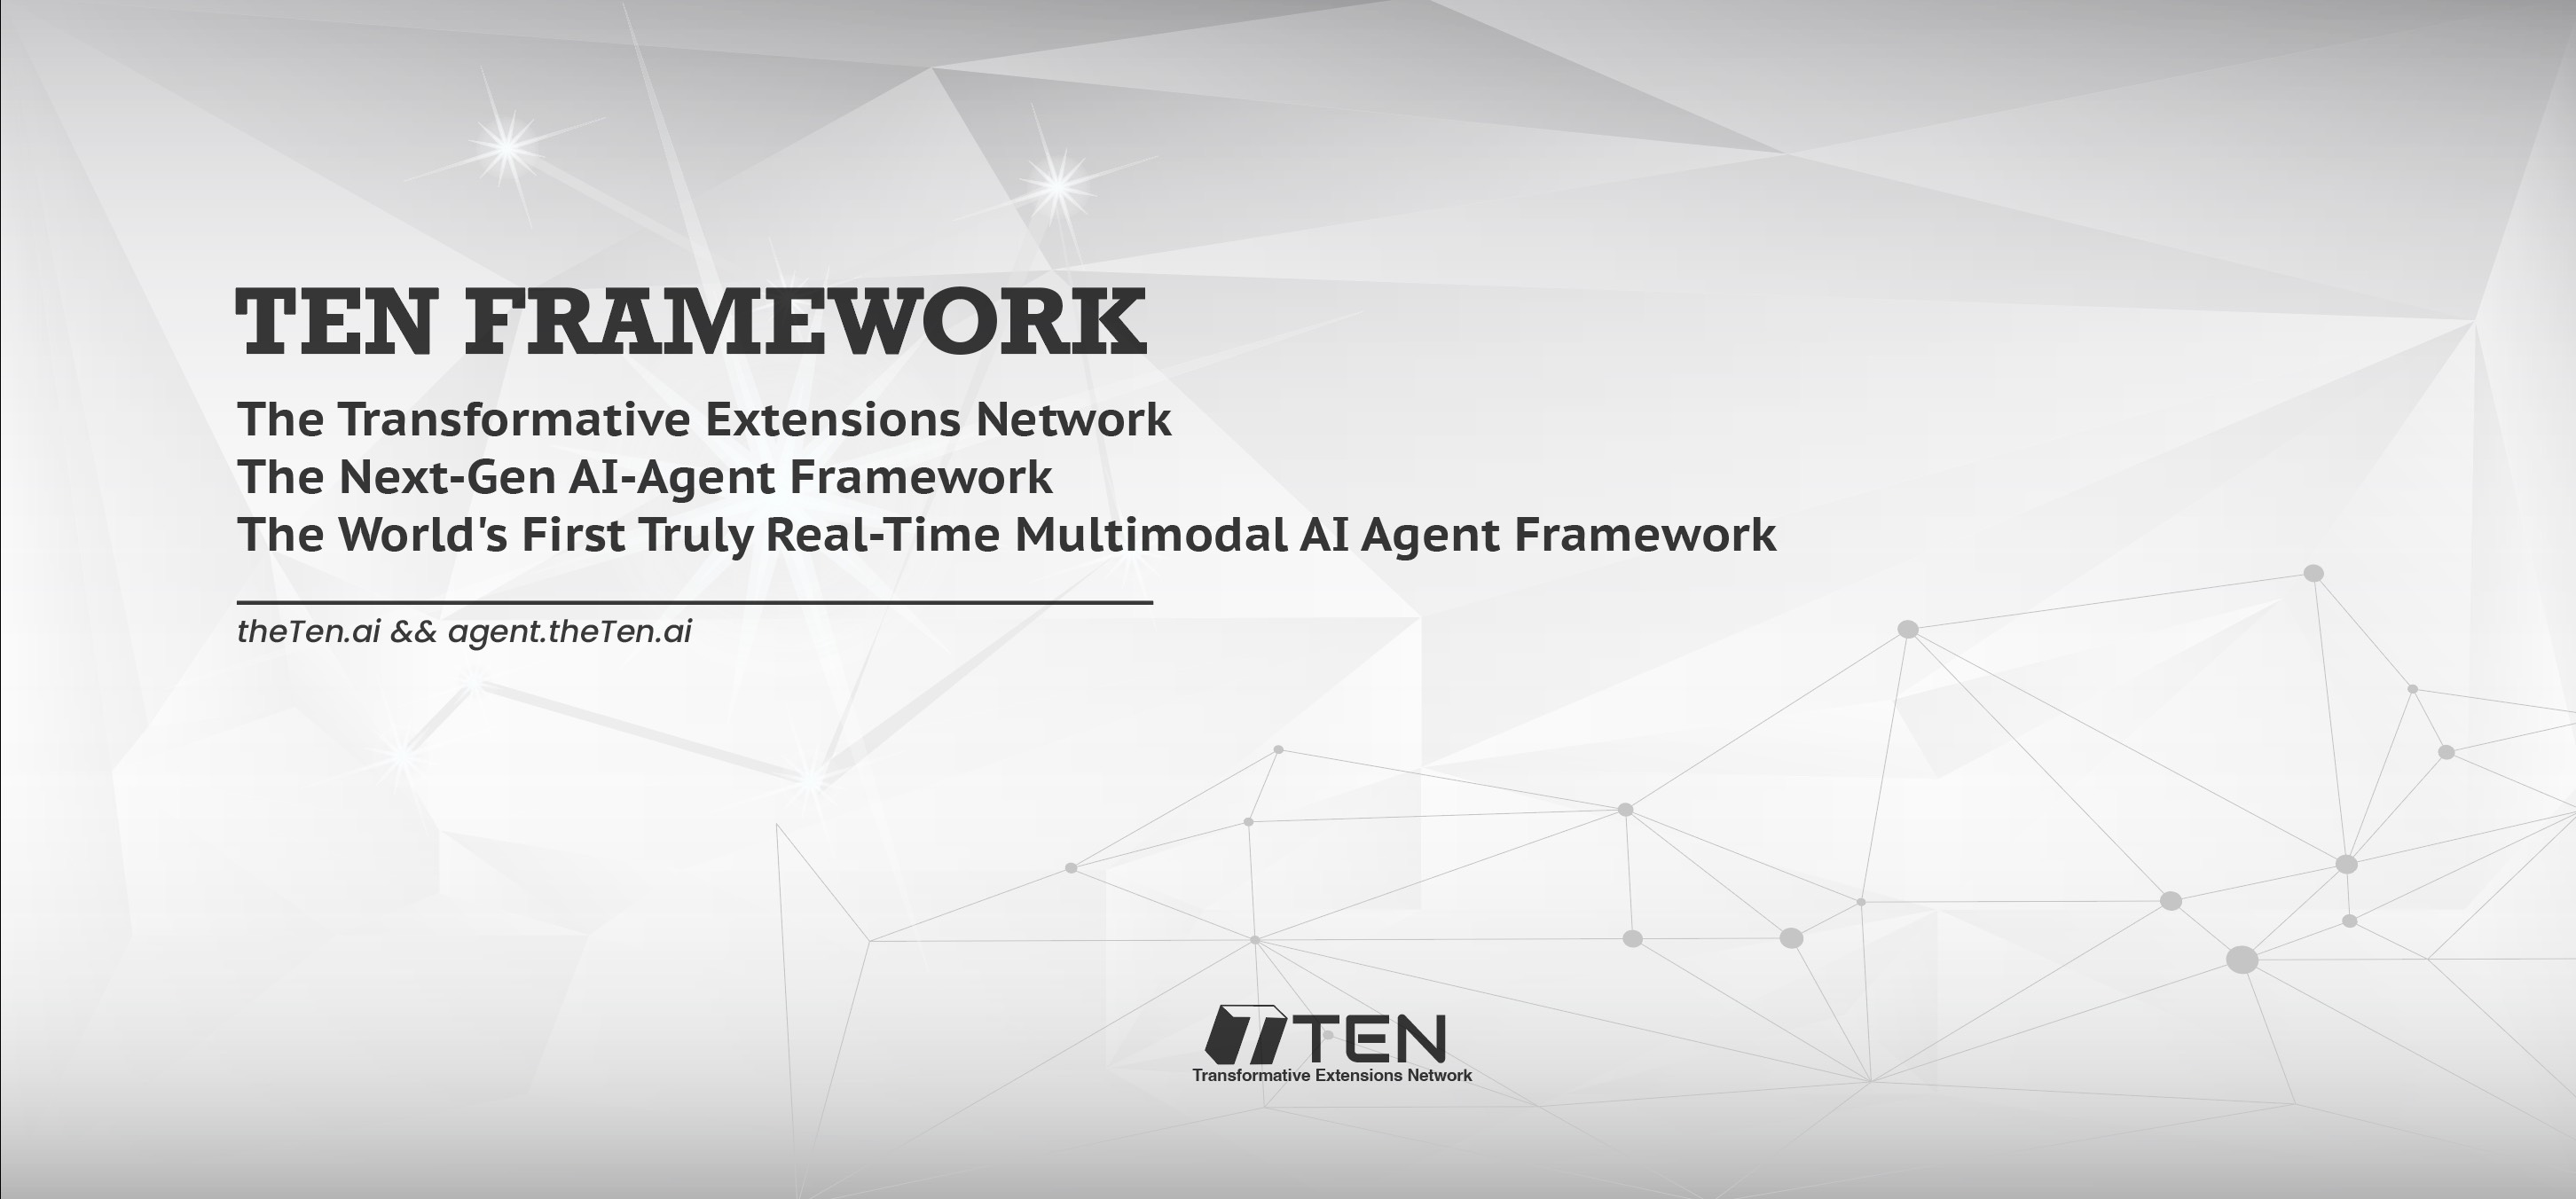 TEN FRAMEWORK
The Transformative Extensions Network
The Next-Gen AI-Agent Framework
The World's First Truly Real-Time Multimodal AI Agent Framework
theTen.ai && agent.theTen.ai
TEN
Transformative Extensions Network